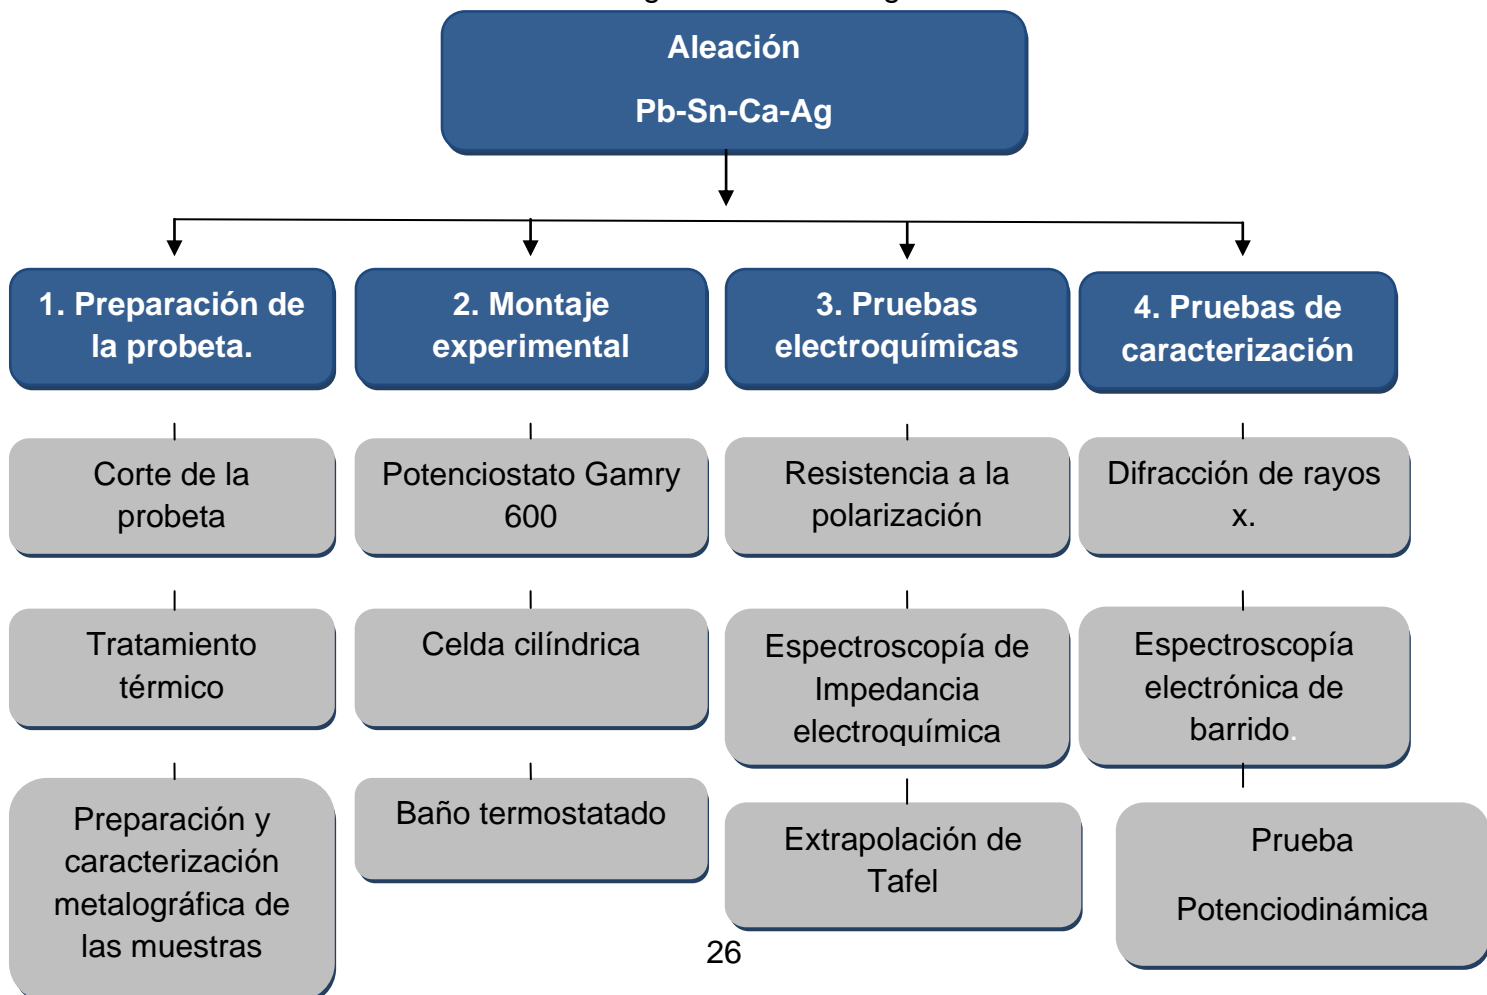 Aleación
Pb-Sn-Ca-Ag
1. Preparación de
la probeta.
2. Montaje
experimental
3. Pruebas
electroquímicas
4. Pruebas de
caracterización
Corte de la
probeta
Potenciostato Gamry
600
Resistencia a la
polarización
Difracción de rayos
x.
Tratamiento
térmico
Celda cilíndrica
Espectroscopía de
Impedancia
electroquímica
Espectroscopía
electrónica de
barrido.
Preparación y
caracterización
metalográfica de
las muestras
Baño termostatado
Extrapolación de
Tafel
Prueba
Potenciodinámica
26